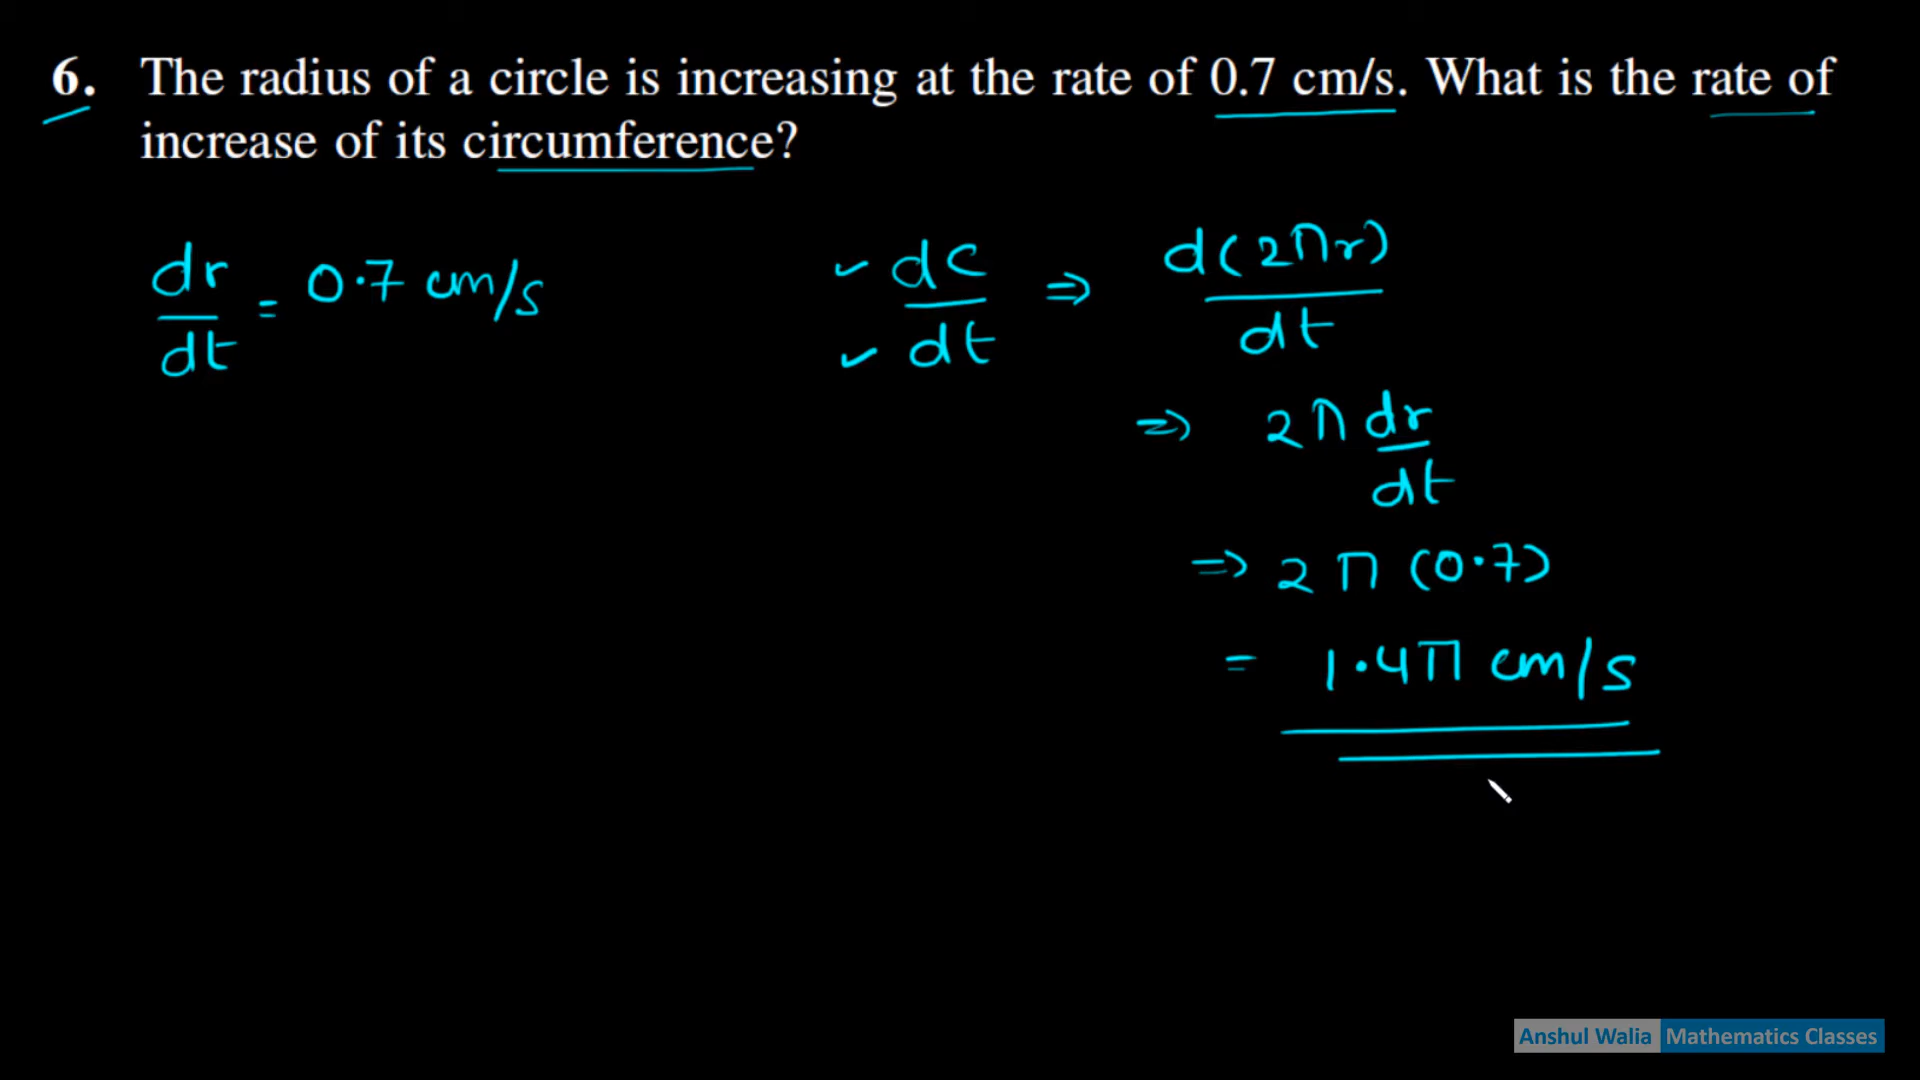 6. The radius of a circle is increasing at the rate of 0.7 cm/s. What is the rate of
increase of its circumference?
dr/dt = 0.7 cm/s
dc/dt ⇒ d(2πr)/dt
⇒ 2π dr/dt
⇒ 2π (0.7)
= 1.4π cm/s
Anshul Walia Mathematics Classes